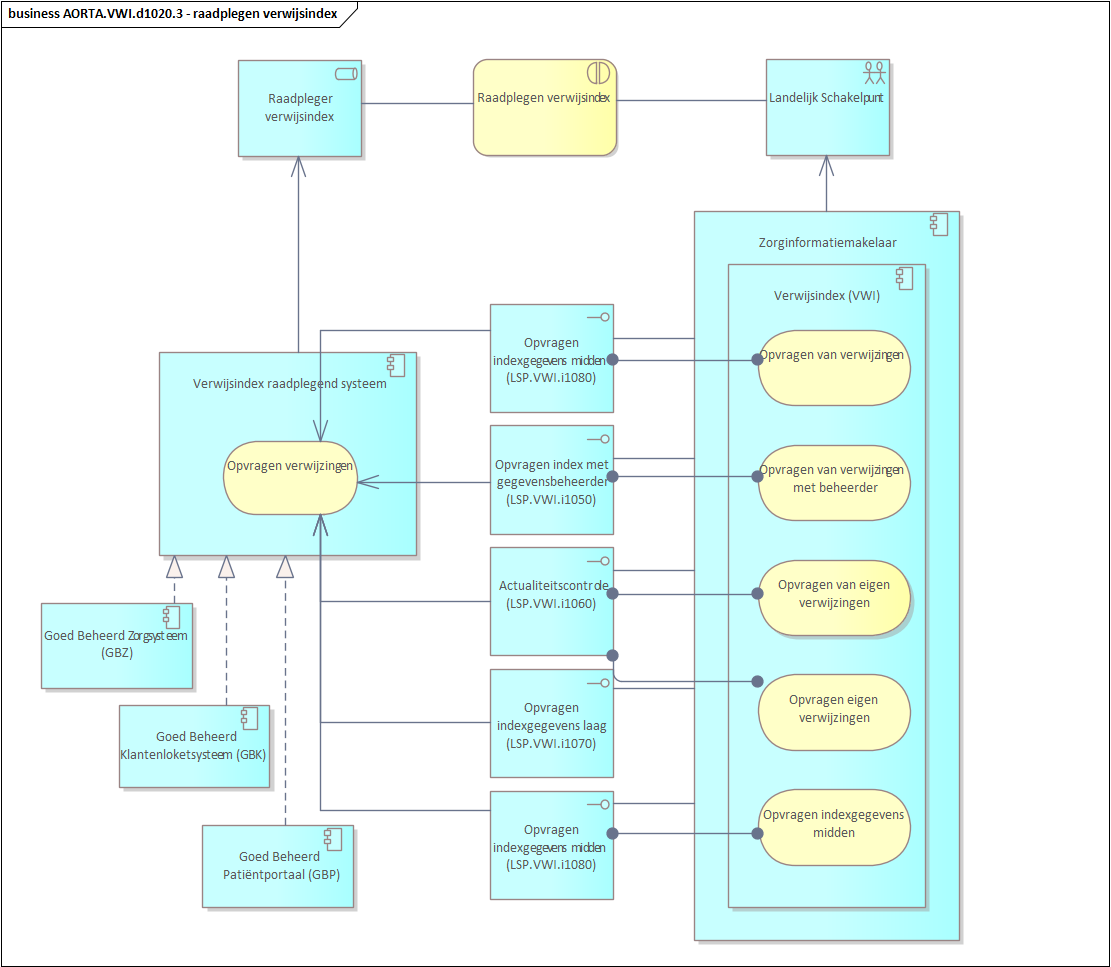 business AORTA.VWI.d1020.3 - raadplegen verwijsindex
Raadpleger
verwijsindex
Raadplegen verwijsindex
Landelijk Schakelpunt
Zorginformatiemakelaar
Verwijsindex (VWI)
Opvragen
indexgegevens midden
(LSP.VWI.i1080)
Opvragen van verwijzingen
Verwijsindex raadplegend systeem
Opvragen verwijzingen
Opvragen index met
gegevensbeheerder
(LSP.VWI.i1050)
Opvragen van verwijzingen
met beheerder
Actualiteitscontrole
(LSP.VWI.i1060)
Opvragen van eigen
verwijzingen
Goed Beheerd Zorgsysteem
(GBZ)
Opvragen
indexgegevens laag
(LSP.VWI.i1070)
Opvragen eigen
verwijzingen
Goed Beheerd
Klantenloketsysteem (GBK)
Opvragen
indexgegevens midden
(LSP.VWI.i1080)
Opvragen indexgegevens
midden
Goed Beheerd
Patiëntportaal (GBP)